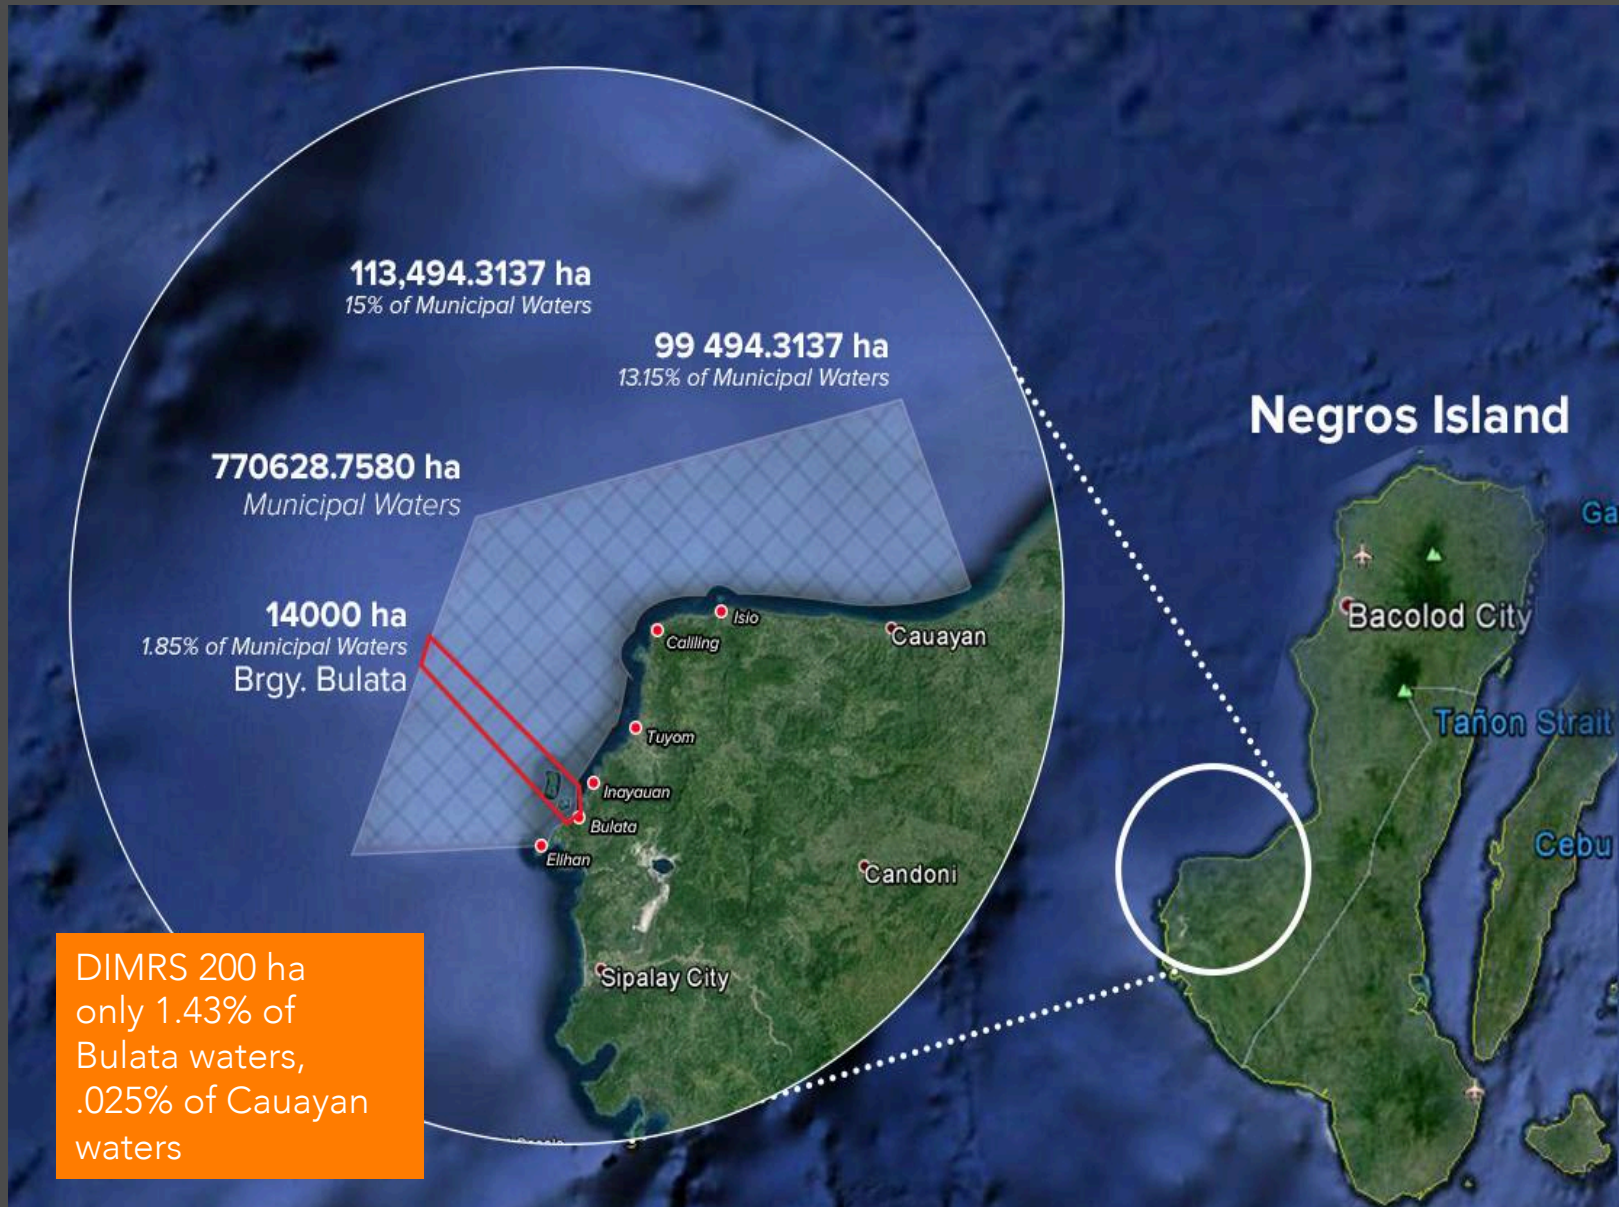 113,494.3137 ha
15% of Municipal Waters
99 494.3137 ha
13.15% of Municipal Waters
770628.7580 ha
Municipal Waters
14000 ha
1.85% of Municipal Waters
Brgy. Bulata
Islo
Caliling
Cauayan
Tuyom
Inayauan
Bulata
Elihan
Candoni
Sipalay City
Negros Island
Ga
Bacolod City
Tañon Strait
Cebu
DIMRS 200 ha
only 1.43% of
Bulata waters,
.025% of Cauayan
waters